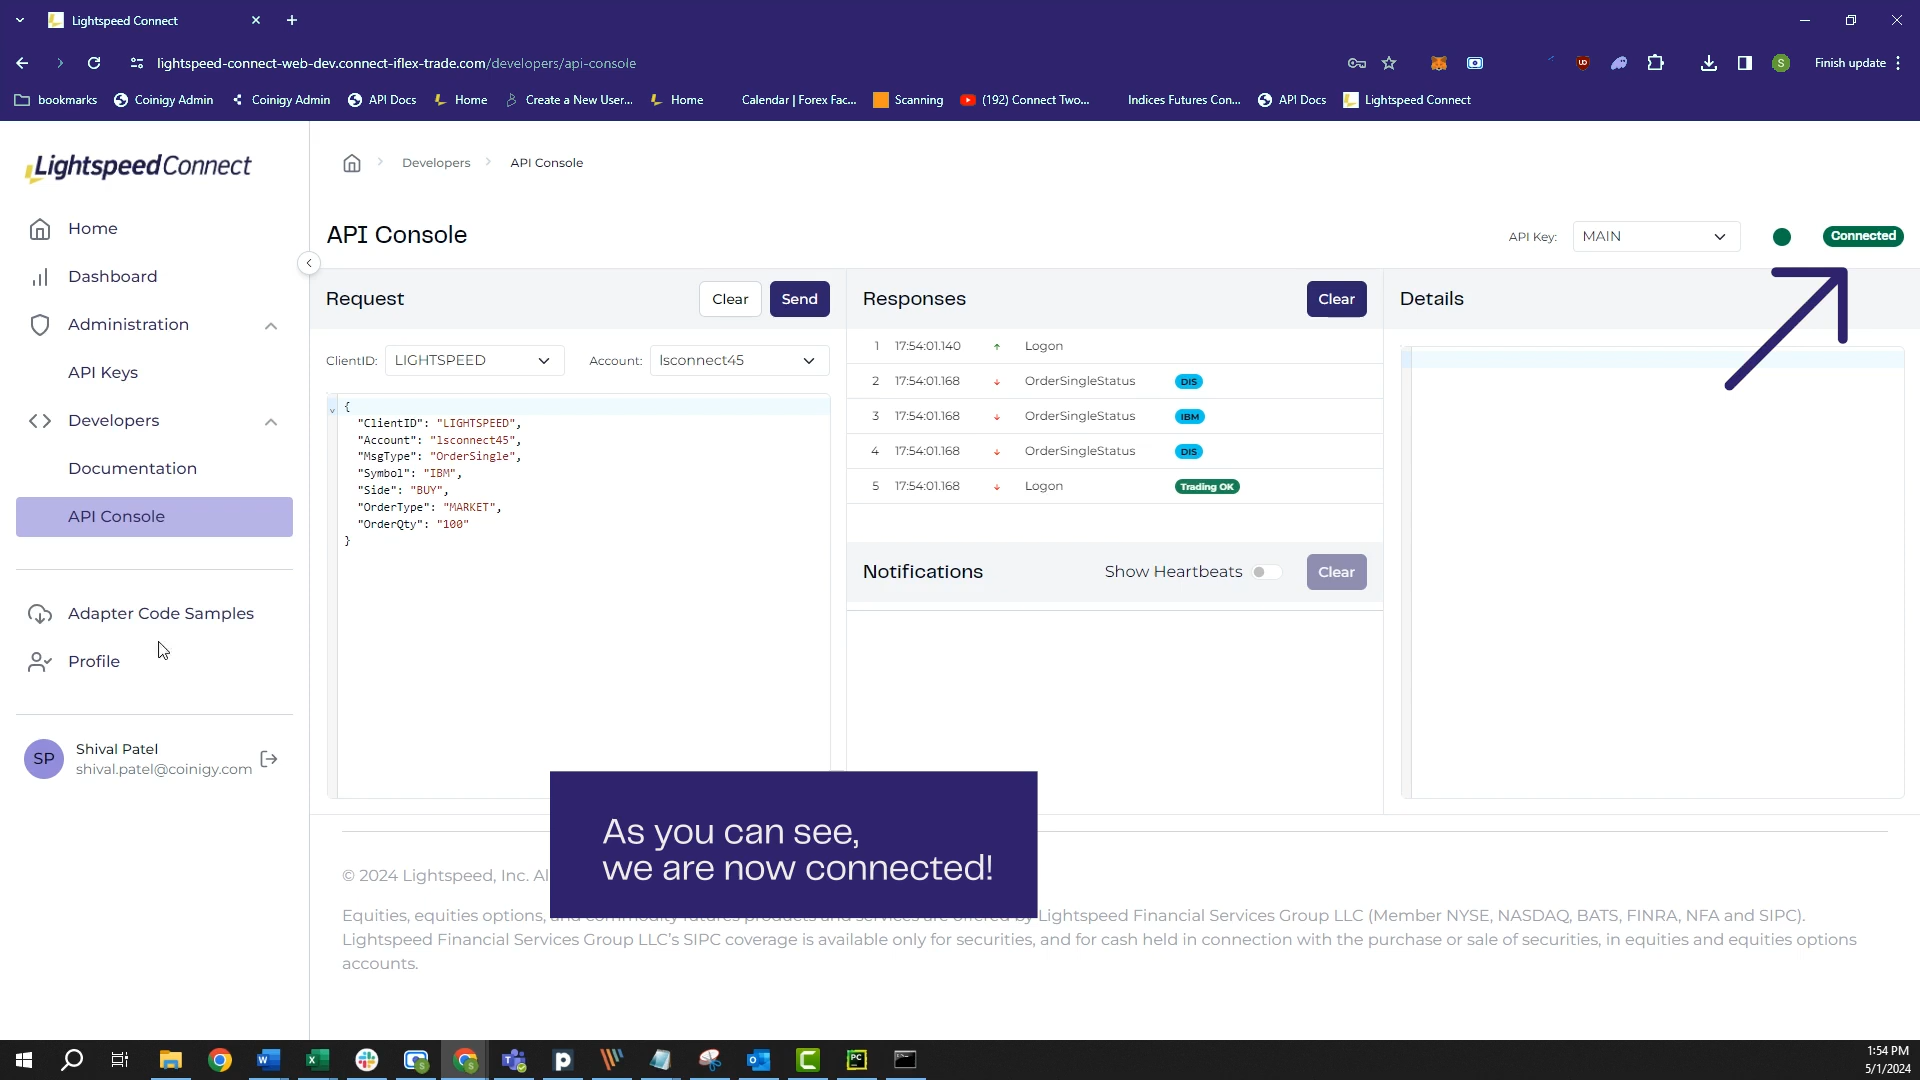 Lightspeed Connect
lightspeed-connect-web-dev.connect-iflex-trade.com/developers/api-console
Finish update
bookmarks
Coinigy Admin
Coinigy Admin
API Docs
Home
Create a New User...
Home
Calendar | Forex Fac...
Scanning
(192) Connect Two...
Indices Futures Con...
API Docs
Lightspeed Connect
LightspeedConnect
Home
Dashboard
Administration
API Keys
Developers
Documentation
API Console
Adapter Code Samples
Profile
SP
Shival Patel
shival.patel@coinigy.com
Developers
API Console
API Console
API Key:
MAIN
Connected
Request
Clear
Send
ClientID:
LIGHTSPEED
Account:
lsconnect45
{
"ClientID": "LIGHTSPEED",
"Account": "lsconnect45",
"MsgType": "OrderSingle",
"Symbol": "IBM",
"Side": "BUY",
"OrderType": "MARKET",
"OrderQty": "100"
}
Responses
Clear
1 17:54:01.140 ↑ Logon
2 17:54:01.168 ↓ OrderSingleStatus DIS
3 17:54:01.168 ↓ OrderSingleStatus IBM
4 17:54:01.168 ↓ OrderSingleStatus DIS
5 17:54:01.168 ↓ Logon Trading OK
Notifications
Show Heartbeats
Clear
Details
As you can see,
we are now connected!
© 2024 Lightspeed, Inc. Al
Equities, equities options, and commodity futures products and services are offered by Lightspeed Financial Services Group LLC (Member NYSE, NASDAQ, BATS, FINRA, NFA and SIPC).
Lightspeed Financial Services Group LLC's SIPC coverage is available only for securities, and for cash held in connection with the purchase or sale of securities, in equities and equities options
accounts.
1:54 PM
5/1/2024